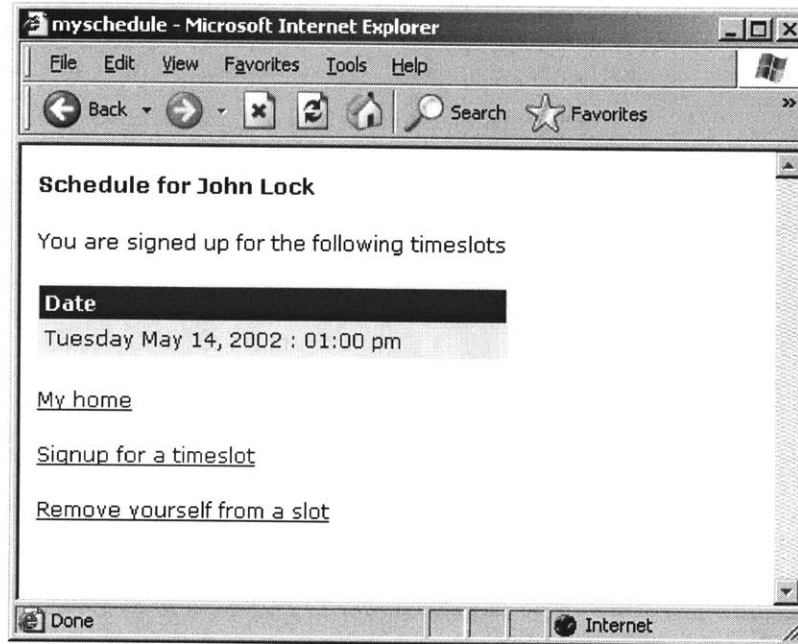 myschedule - Microsoft Internet Explorer
File Edit View Favorites Tools Help
Back Search Favorites »
Schedule for John Lock
You are signed up for the following timeslots
Date
Tuesday May 14, 2002 : 01:00 pm
My home
Signup for a timeslot
Remove yourself from a slot
Done Internet